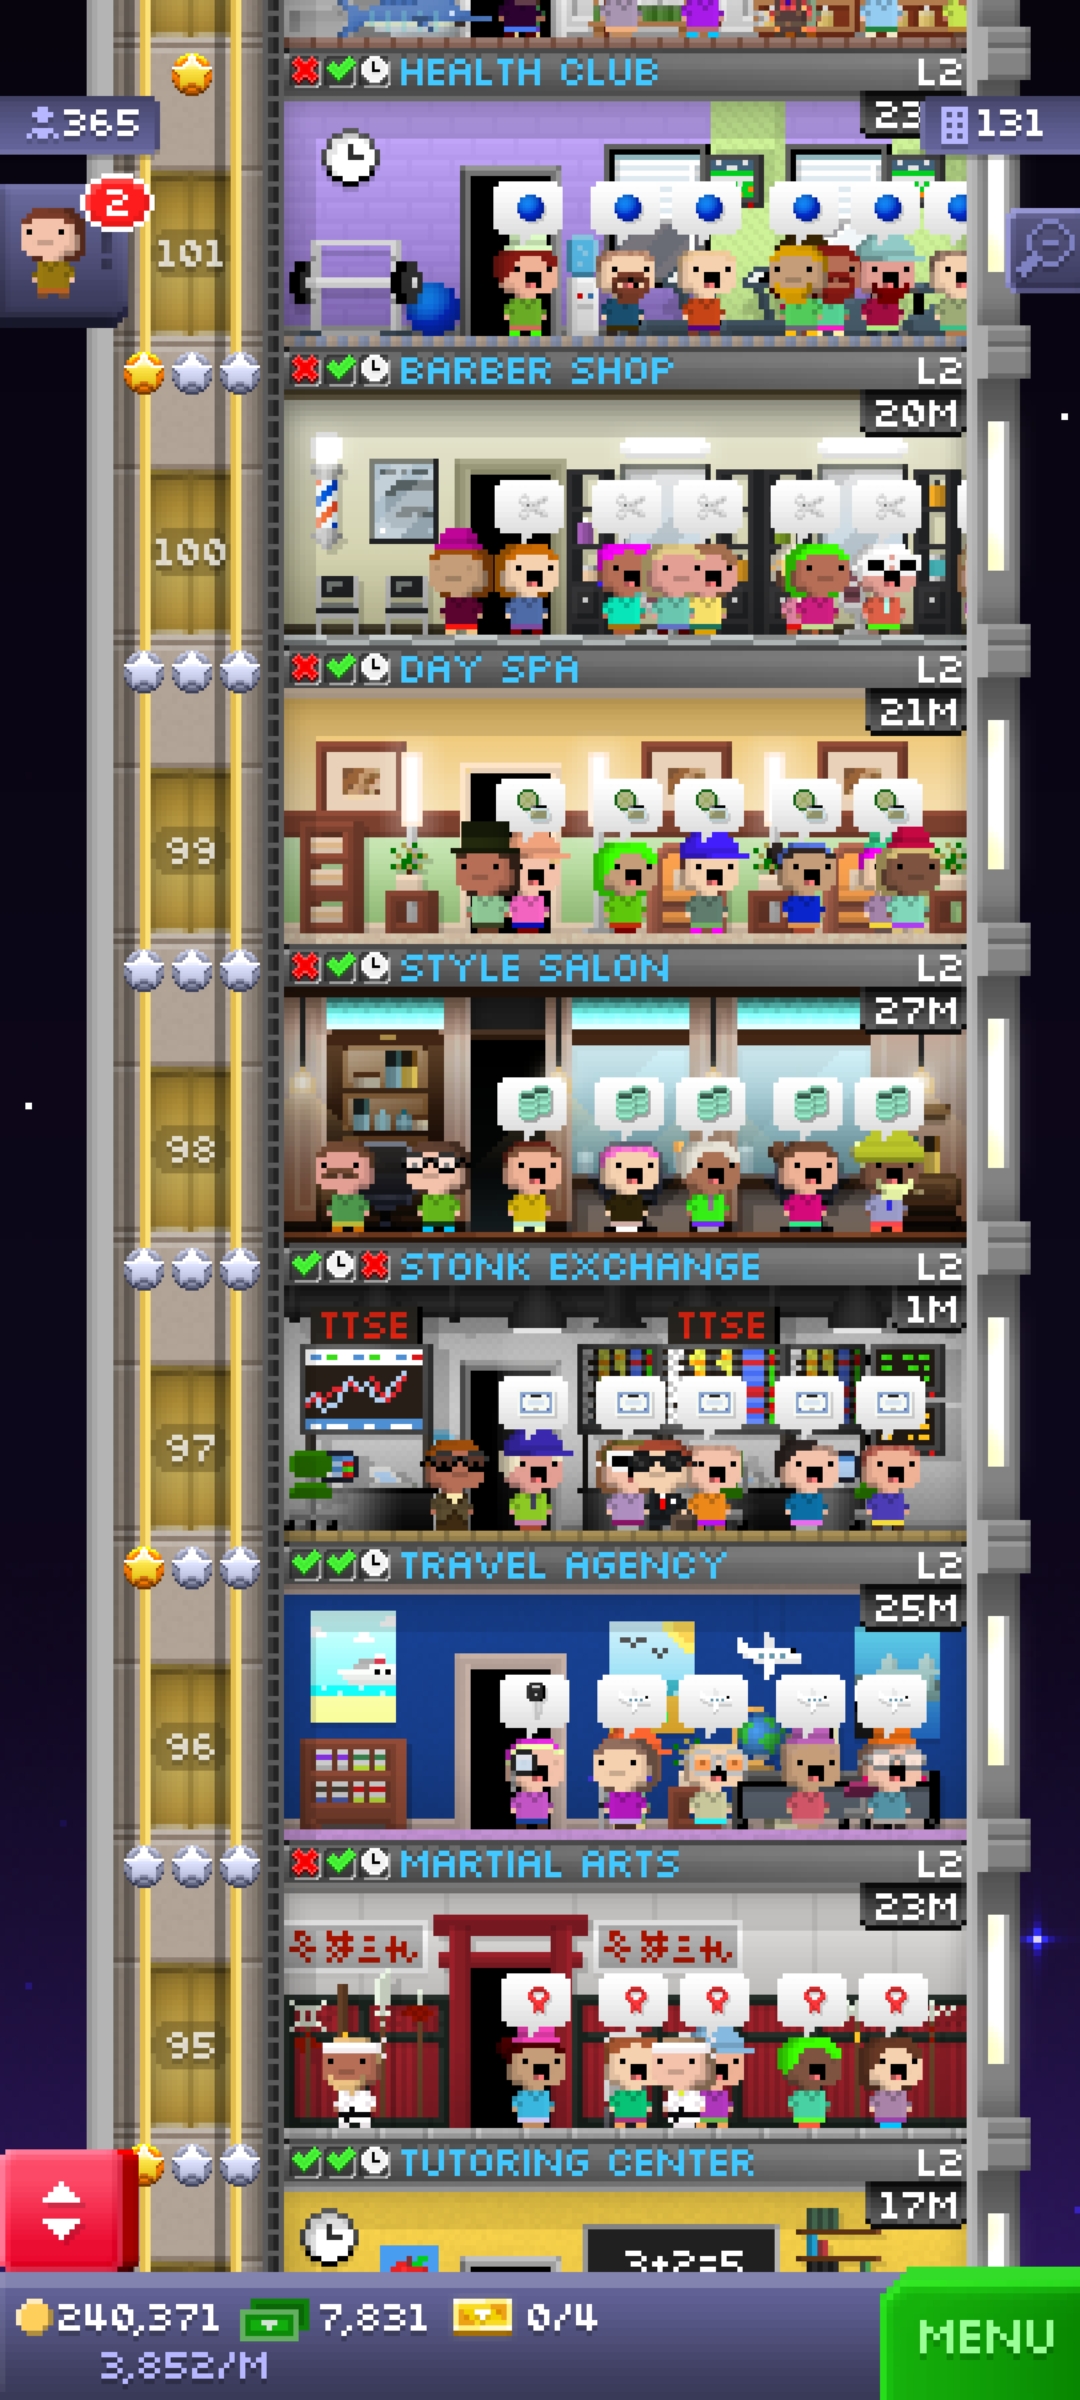 HEALTH CLUB L2
365
23
131
2
101
BARBER SHOP L2
20M
100
DAY SPA L2
21M
99
STYLE SALON L2
27M
98
STONK EXCHANGE L2
1M
TTSE TTSE
97
TRAVEL AGENCY L2
25M
96
MARTIAL ARTS L2
23M
95
TUTORING CENTER L2
17M
3+2=5
240,371 7,831 0/4
3,852/M
MENU